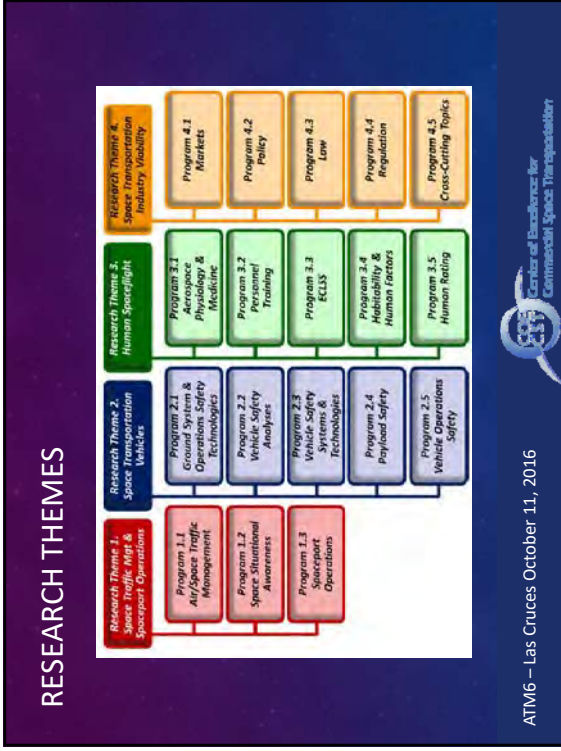 RESEARCH THEMES
Research Theme 1.
Space Traffic Mgt &
Spaceport Operations
Program 1.1
Air/Space Traffic
Management
Program 1.2
Space Situational
Awareness
Program 1.3
Spaceport
Operations
Research Theme 2.
Space Transportation
Vehicles
Program 2.1
Ground System &
Operations Safety
Technologies
Program 2.2
Vehicle Safety
Analyses
Program 2.3
Vehicle Safety
Systems &
Technologies
Program 2.4
Payload Safety
Program 2.5
Vehicle Operations
Safety
Research Theme 3.
Human Spaceflight
Program 3.1
Aerospace
Physiology &
Medicine
Program 3.2
Personnel
Training
Program 3.3
ECLSS
Program 3.4
Habitability &
Human Factors
Program 3.5
Human Rating
Research Theme 4.
Space Transportation
Industry Viability
Program 4.1
Markets
Program 4.2
Policy
Program 4.3
Law
Program 4.4
Regulation
Program 4.5
Cross-Cutting Topics
ATM6 – Las Cruces October 11, 2016
COE
CST
Center of Excellence for
Commercial Space Transportation